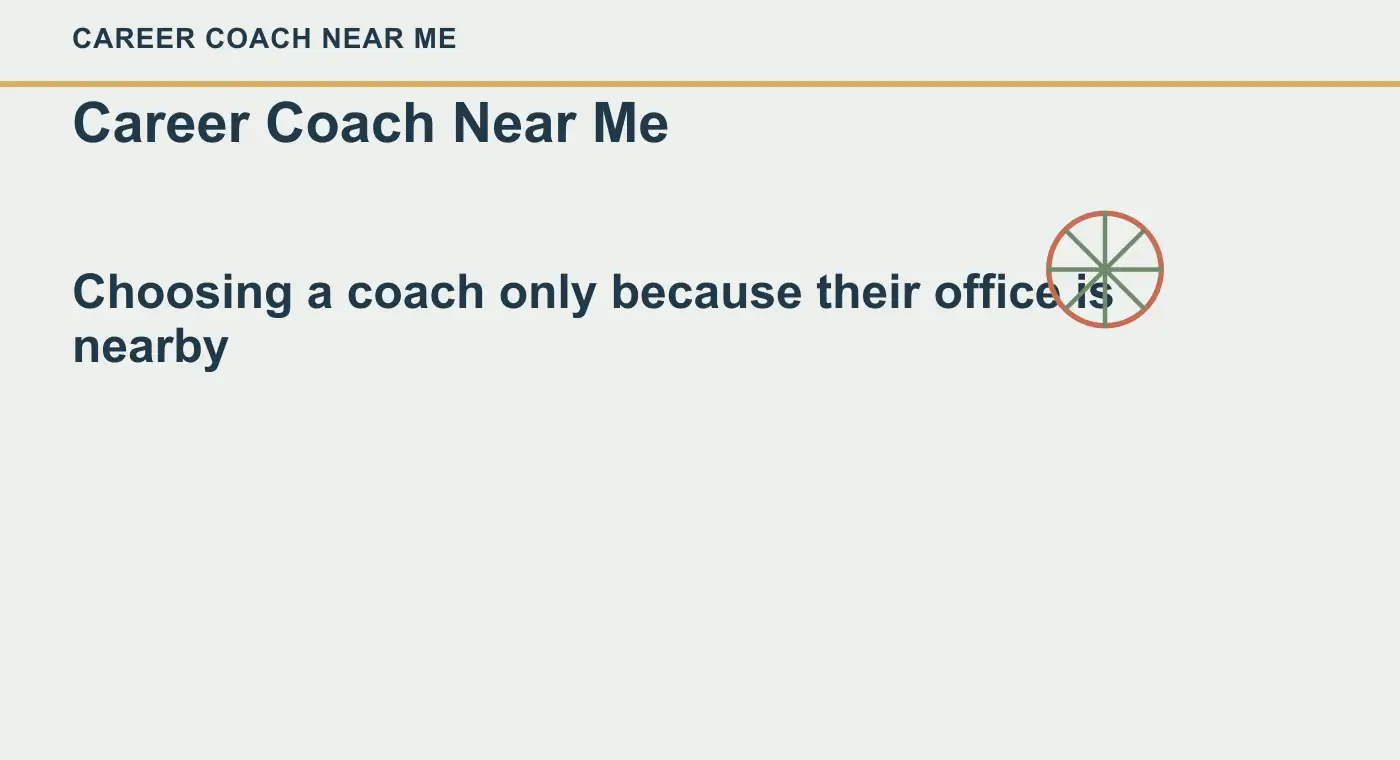 CAREER COACH NEAR ME
Career Coach Near Me
Choosing a coach only because their office is
nearby